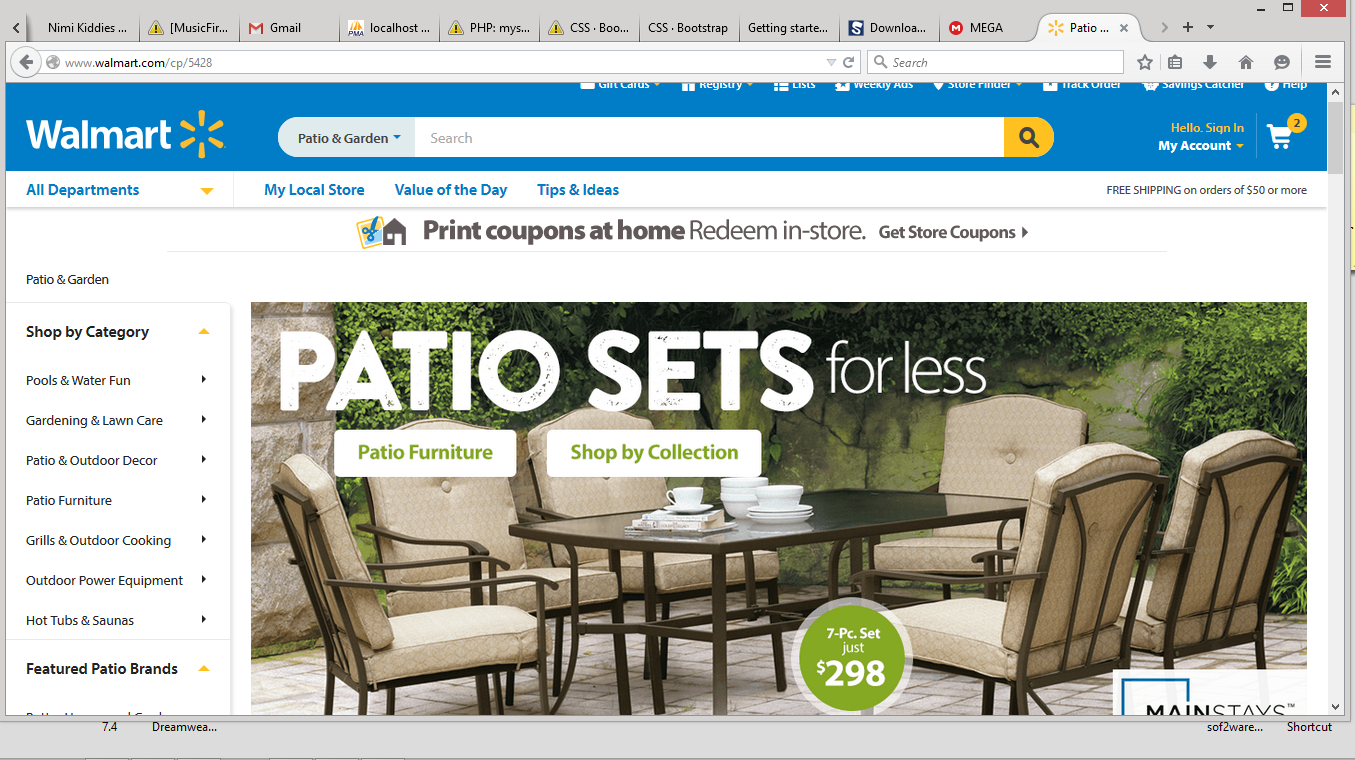 Nimi Kiddies ...
[MusicFir...
Gmail
localhost ...
PHP: mys...
CSS · Boo...
CSS · Bootstrap
Getting starte...
Downloa...
MEGA
Patio ...
www.walmart.com/cp/5428
Search
Gift Cards
Registry
Lists
Weekly Ads
Store Finder
Track Order
Savings Catcher
Help
Walmart
Patio & Garden
Search
Hello. Sign In
My Account
2
All Departments
My Local Store
Value of the Day
Tips & Ideas
FREE SHIPPING on orders of $50 or more
Print coupons at home Redeem in-store. Get Store Coupons
Patio & Garden
Shop by Category
Pools & Water Fun
Gardening & Lawn Care
Patio & Outdoor Decor
Patio Furniture
Grills & Outdoor Cooking
Outdoor Power Equipment
Hot Tubs & Saunas
Featured Patio Brands
PATIO SETS for less
Patio Furniture
Shop by Collection
7-Pc. Set
just
$298
MAINSTAYS™
7.4
Dreamwea...
sof2ware...
Shortcut